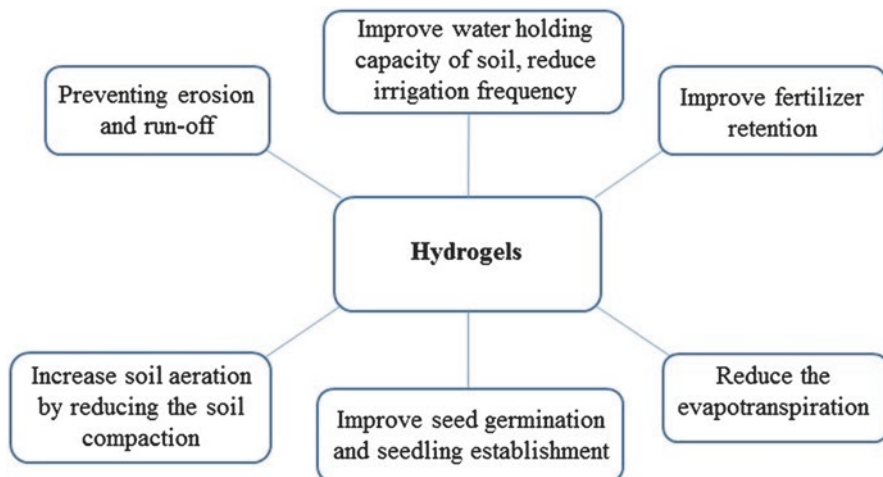 Improve water holding
capacity of soil, reduce
irrigation frequency
Preventing erosion
and run-off
Improve fertilizer
retention
Hydrogels
Increase soil aeration
by reducing the soil
compaction
Improve seed germination
and seedling establishment
Reduce the
evapotranspiration